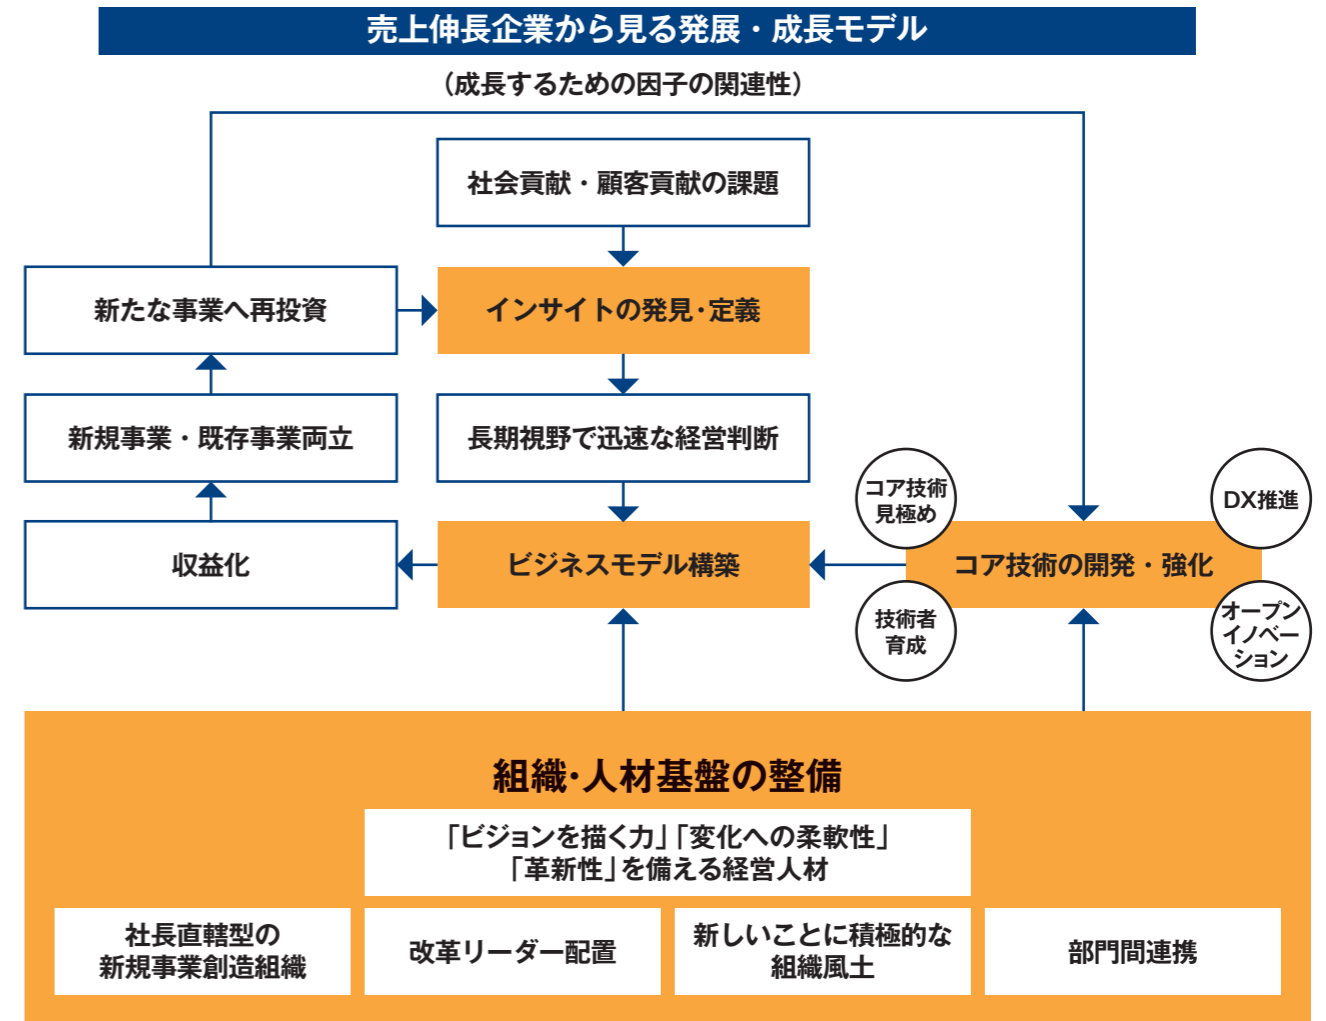 売上伸長企業から見る発展・成長モデル
（成長するための因子の関連性）
社会貢献・顧客貢献の課題
新たな事業へ再投資
インサイトの発見・定義
新規事業・既存事業両立
長期視野で迅速な経営判断
コア技術
見極め
DX推進
収益化
ビジネスモデル構築
コア技術の開発・強化
技術者
育成
オープン
イノベー
ション
組織・人材基盤の整備
「ビジョンを描く力」「変化への柔軟性」
「革新性」を備える経営人材
社長直轄型の
新規事業創造組織
改革リーダー配置
新しいことに積極的な
組織風土
部門間連携